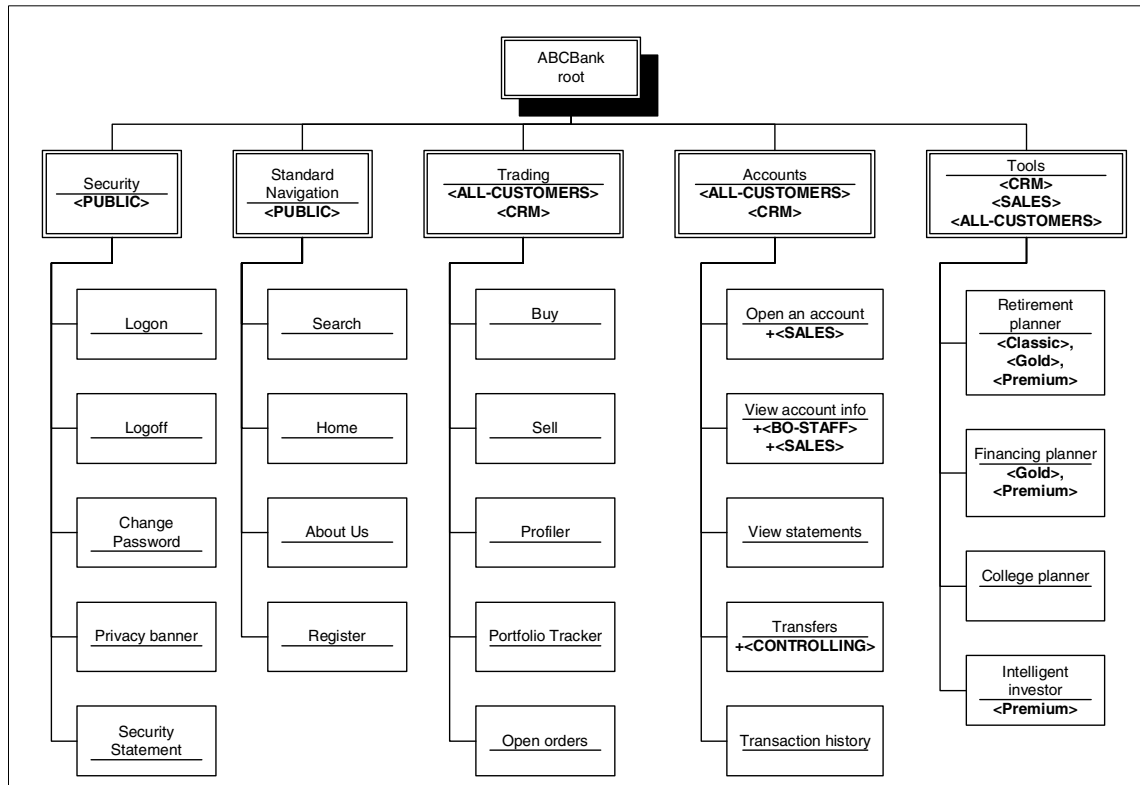 ABCBank
root
Security
<PUBLIC>
Standard
Navigation
<PUBLIC>
Trading
<ALL-CUSTOMERS>
<CRM>
Accounts
<ALL-CUSTOMERS>
<CRM>
Tools
<CRM>
<SALES>
<ALL-CUSTOMERS>
Logon
Logoff
Change
Password
Privacy banner
Security
Statement
Search
Home
About Us
Register
Buy
Sell
Profiler
Portfolio Tracker
Open orders
Open an account
+<SALES>
View account info
+<BO-STAFF>
+<SALES>
View statements
Transfers
+<CONTROLLING>
Transaction history
Retirement
planner
<Classic>,
<Gold>,
<Premium>
Financing planner
<Gold>,
<Premium>
College planner
Intelligent
investor
<Premium>